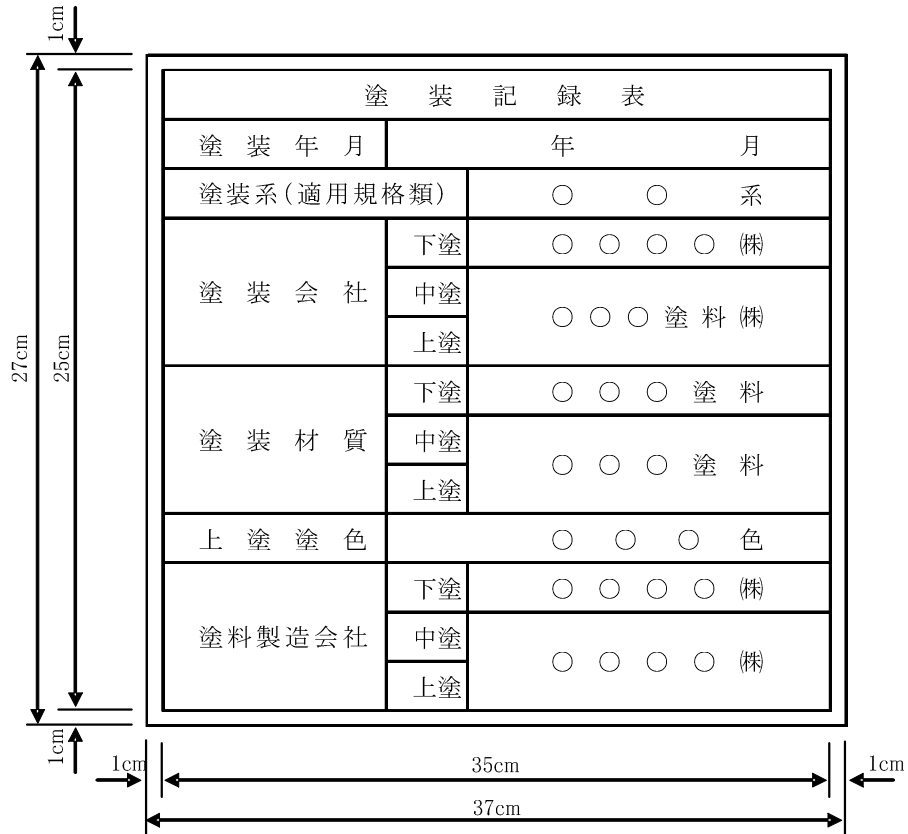 1cm
塗装記録表
塗装年月 年 月
塗装系(適用規格類) ○ ○ 系
塗装会社 下塗 ○○○○㈱
中塗 ○○○塗料㈱
上塗
塗装材質 下塗 ○○○塗料
中塗 ○○○塗料
上塗
上塗塗色 ○○○色
塗料製造会社 下塗 ○○○○㈱
中塗 ○○○○㈱
上塗
27cm
25cm
1cm
1cm 35cm 1cm
37cm